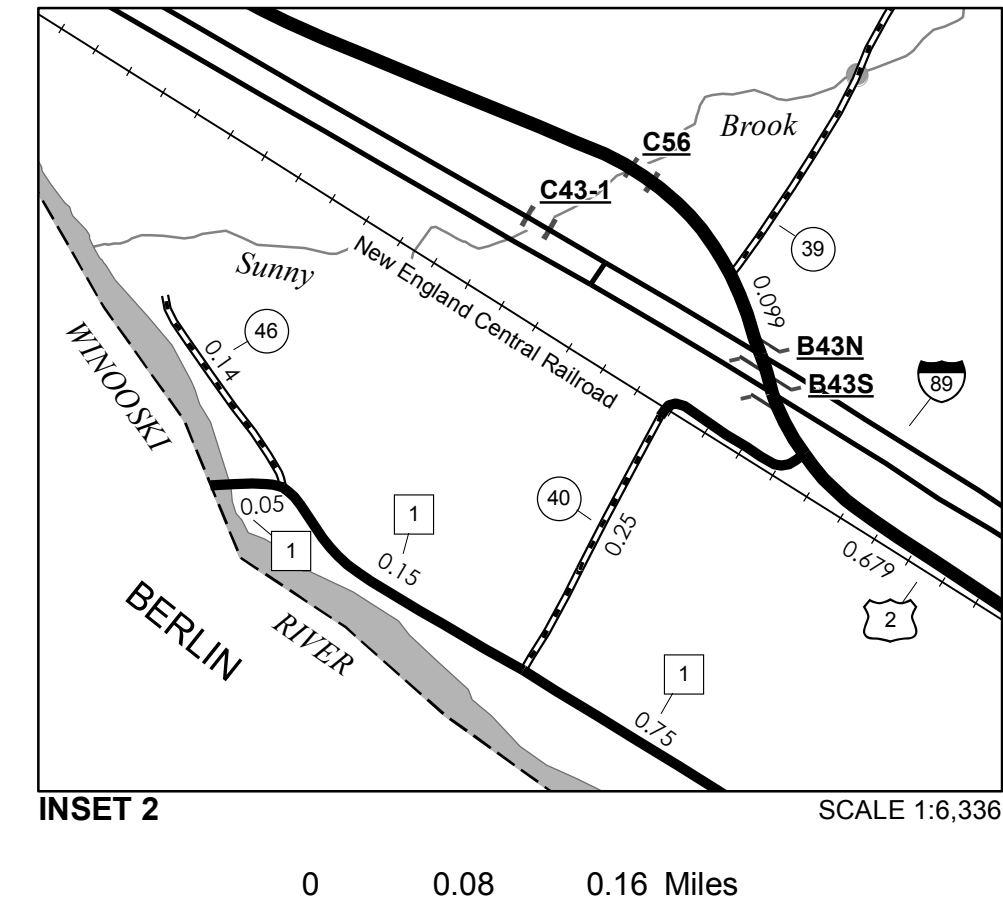 C56
Brook
C43-1
39
Sunny
New England Central Railroad
0.099
46
B43N
0.14
B43S
89
WINOOSKI
40
0.05
1
1
0.25
0.15
0.679
2
BERLIN
RIVER
1
0.75
INSET 2
SCALE 1:6,336
0 0.08 0.16 Miles